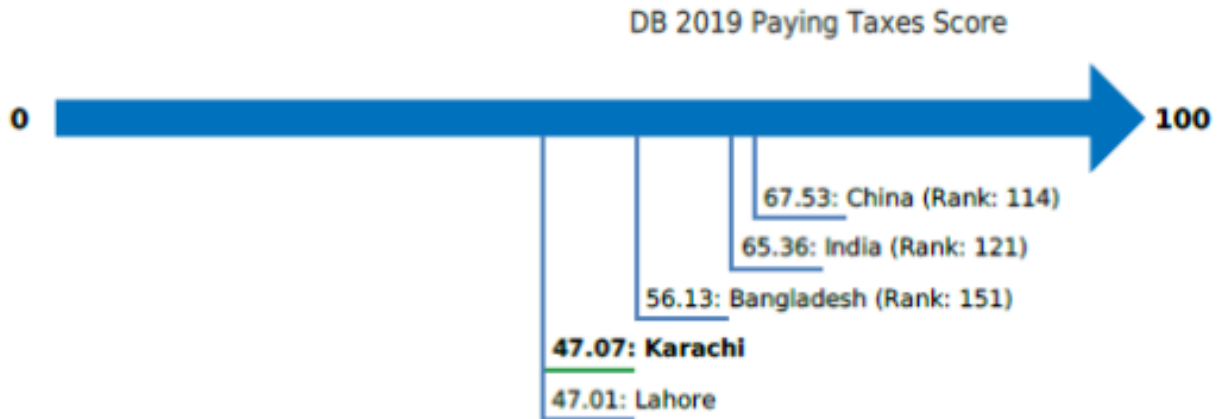 DB 2019 Paying Taxes Score
0
100
67.53: China (Rank: 114)
65.36: India (Rank: 121)
56.13: Bangladesh (Rank: 151)
47.07: Karachi
47.01: Lahore